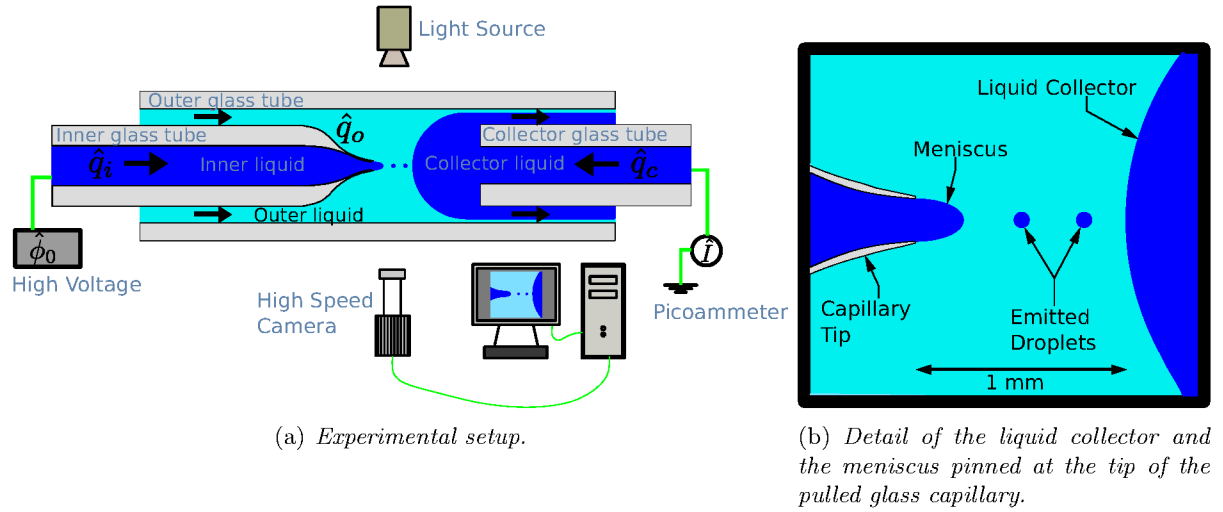 Light Source
Outer glass tube
Inner glass tube
q̂o
Collector glass tube
q̂i
Inner liquid
Collector liquid
q̂c
Outer liquid
ϕ̂0
High Voltage
High Speed
Camera
Î
Picoammeter
(a) Experimental setup.
Liquid Collector
Meniscus
Capillary
Tip
Emitted
Droplets
1 mm
(b) Detail of the liquid collector and
the meniscus pinned at the tip of the
pulled glass capillary.